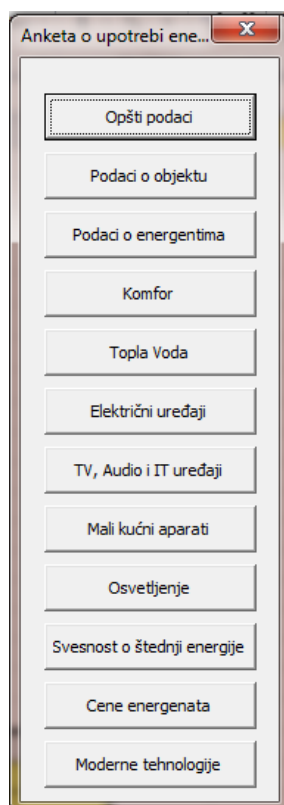 Anketa o upotrebi ene...
Opšti podaci
Podaci o objektu
Podaci o energentima
Komfor
Topla Voda
Električni uređaji
TV, Audio i IT uređaji
Mali kućni aparati
Osvetljenje
Svesnost o štednji energije
Cene energenata
Moderne tehnologije